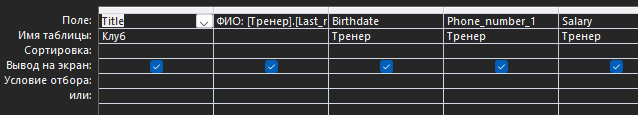 Поле: Title ФИО: [Тренер].[Last_r Birthdate Phone_number_1 Salary
Имя таблицы: Клуб Тренер Тренер Тренер
Сортировка:
Вывод на экран:
Условие отбора:
или: